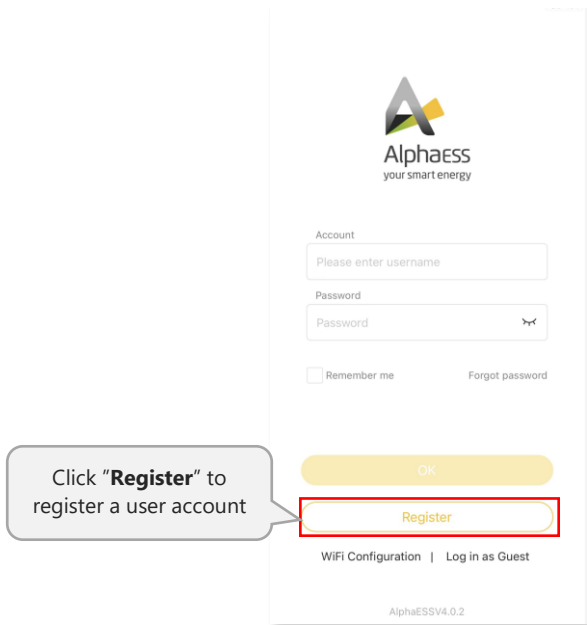 AlphaESS
your smart energy
Account
Please enter username
Password
Password
Remember me Forgot password
OK
Click "Register" to
register a user account
Register
WiFi Configuration | Log in as Guest
AlphaESSV4.0.2